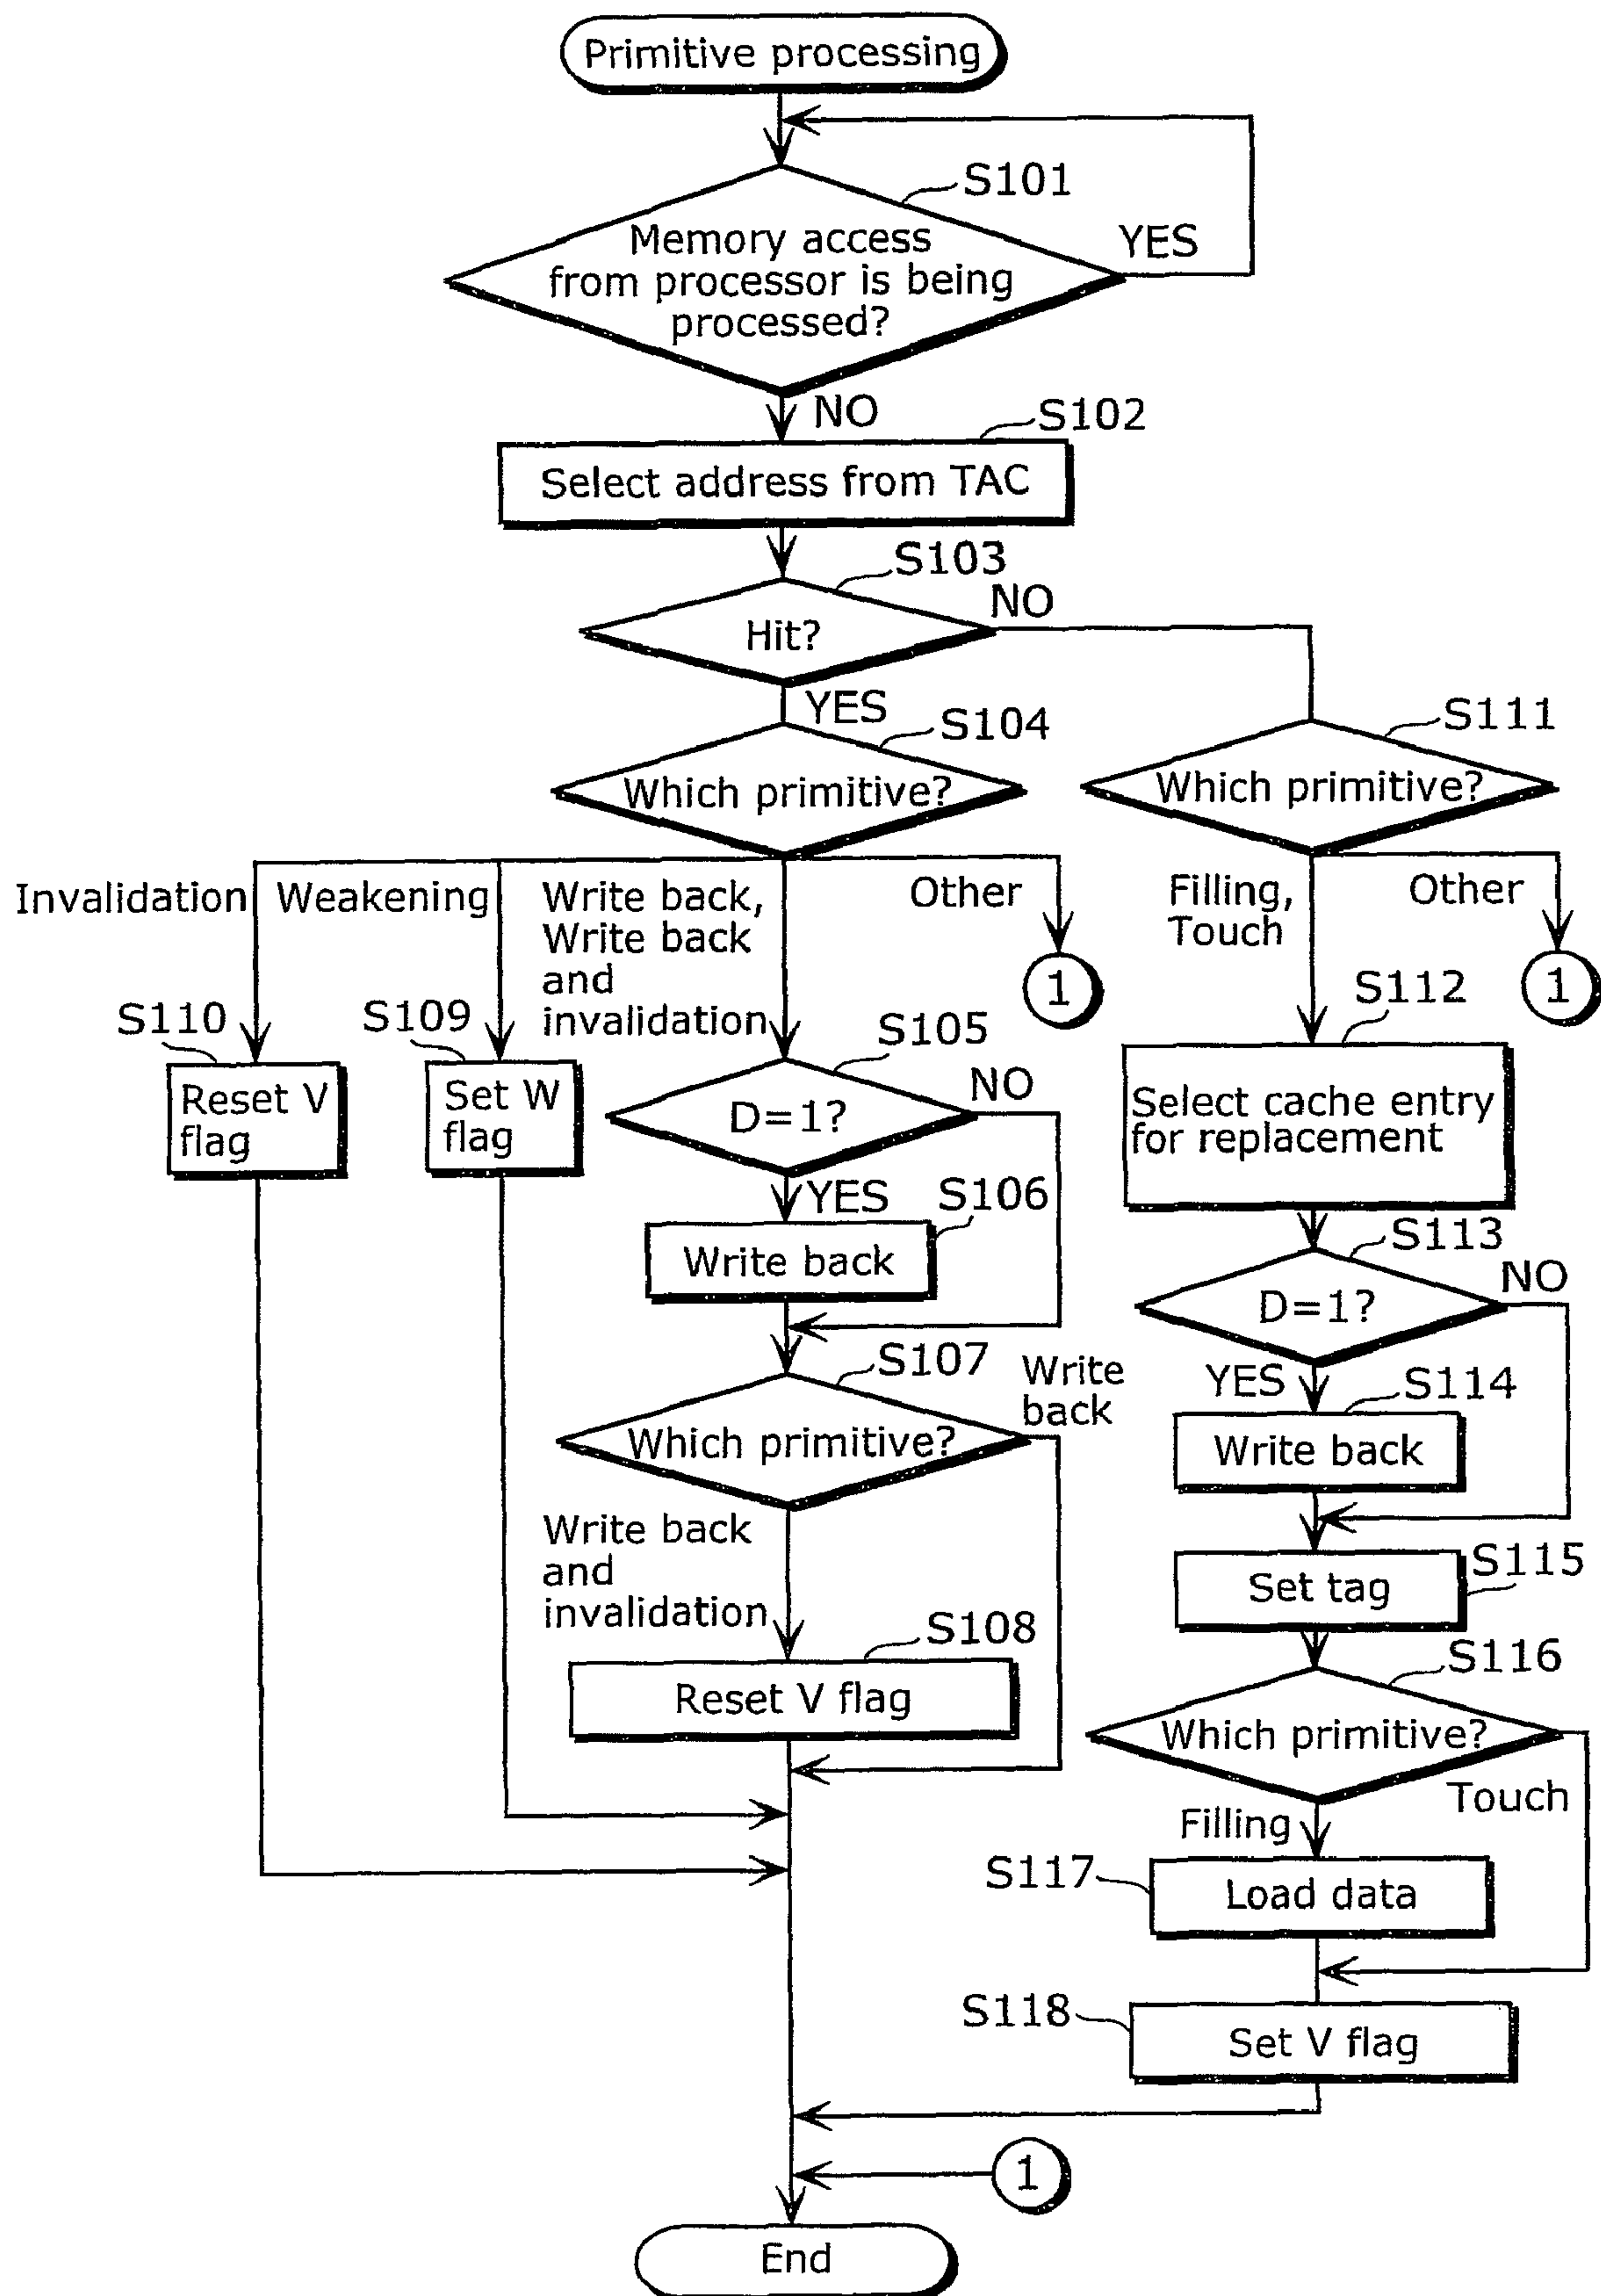 Primitive processing
S101
Memory access
from processor is being
processed?
YES
NO
S102
Select address from TAC
S103
Hit?
NO
YES
S104
Which primitive?
S111
Which primitive?
Invalidation
Weakening
Write back,
Write back
and
invalidation
Other
1
Filling,
Touch
Other
1
S110
Reset V
flag
S109
Set W
flag
S105
D=1?
NO
YES
S106
Write back
S107
Which primitive?
Write
back
Write back
and
invalidation
S108
Reset V flag
S112
Select cache entry
for replacement
S113
D=1?
NO
YES
S114
Write back
S115
Set tag
S116
Which primitive?
Touch
Filling
S117
Load data
S118
Set V flag
1
End